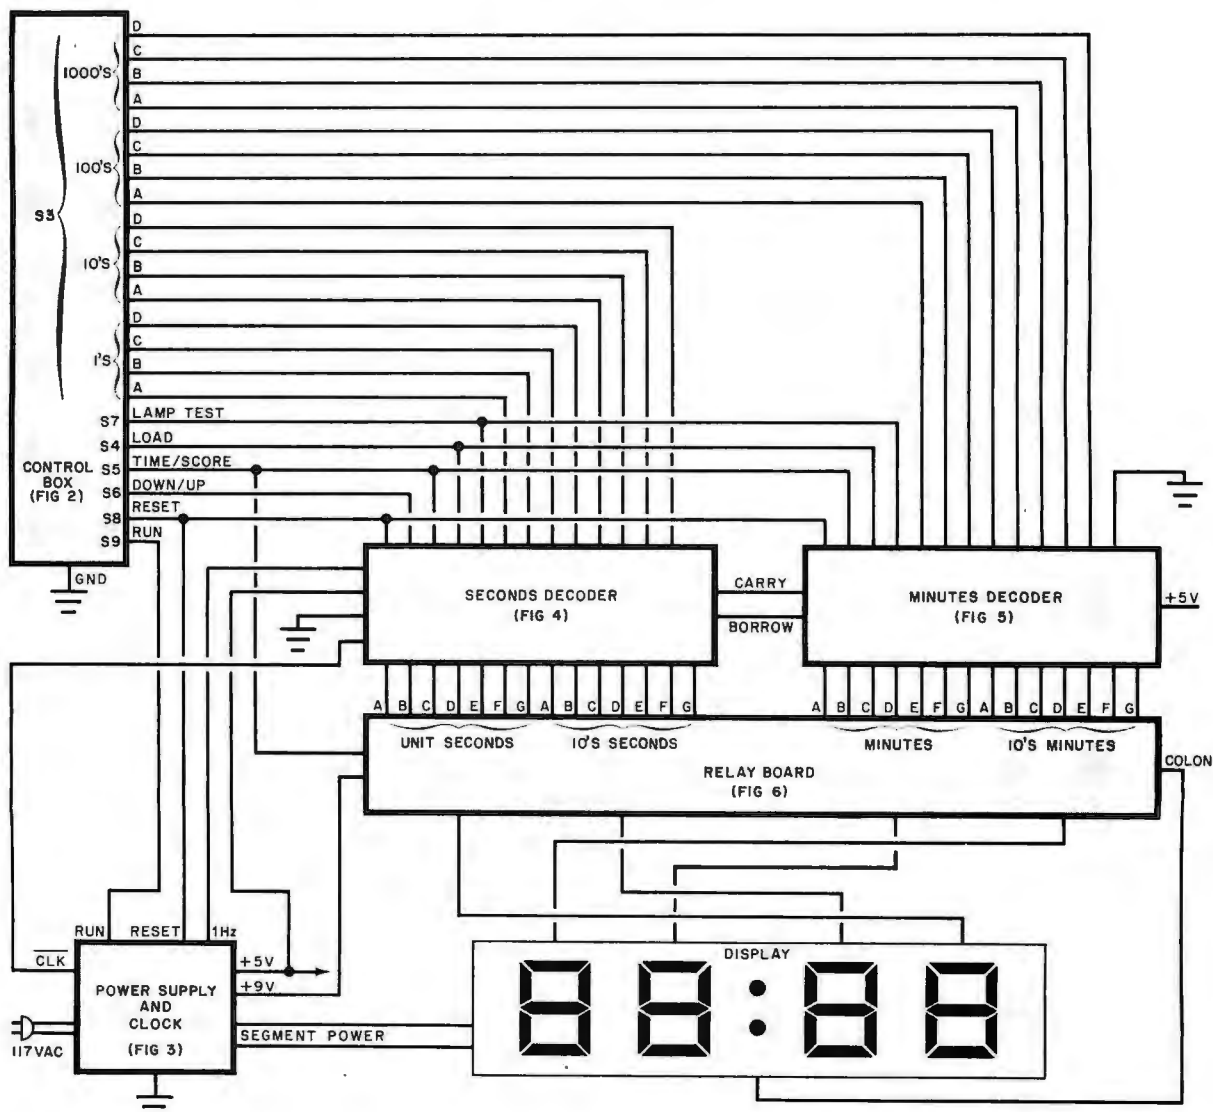 D
C
1000'S
B
A
D
C
100'S
B
A
S3
D
C
10'S
B
A
D
C
1'S
B
A
S7 LAMP TEST
S4 LOAD
S5 TIME/SCORE
CONTROL
BOX
(FIG 2)
S6 DOWN/UP
S8 RESET
S9 RUN
GND
SECONDS DECODER
(FIG 4)
CARRY
BORROW
MINUTES DECODER
(FIG 5)
+5V
A B C D E F G A B C D E F G
A B C D E F G A B C D E F G
UNIT SECONDS 10'S SECONDS MINUTES 10'S MINUTES
RELAY BOARD
(FIG 6)
COLON
RUN RESET 1Hz
CLK
+5V
+9V
POWER SUPPLY
AND
CLOCK
(FIG 3)
117VAC
SEGMENT POWER
DISPLAY
88:88